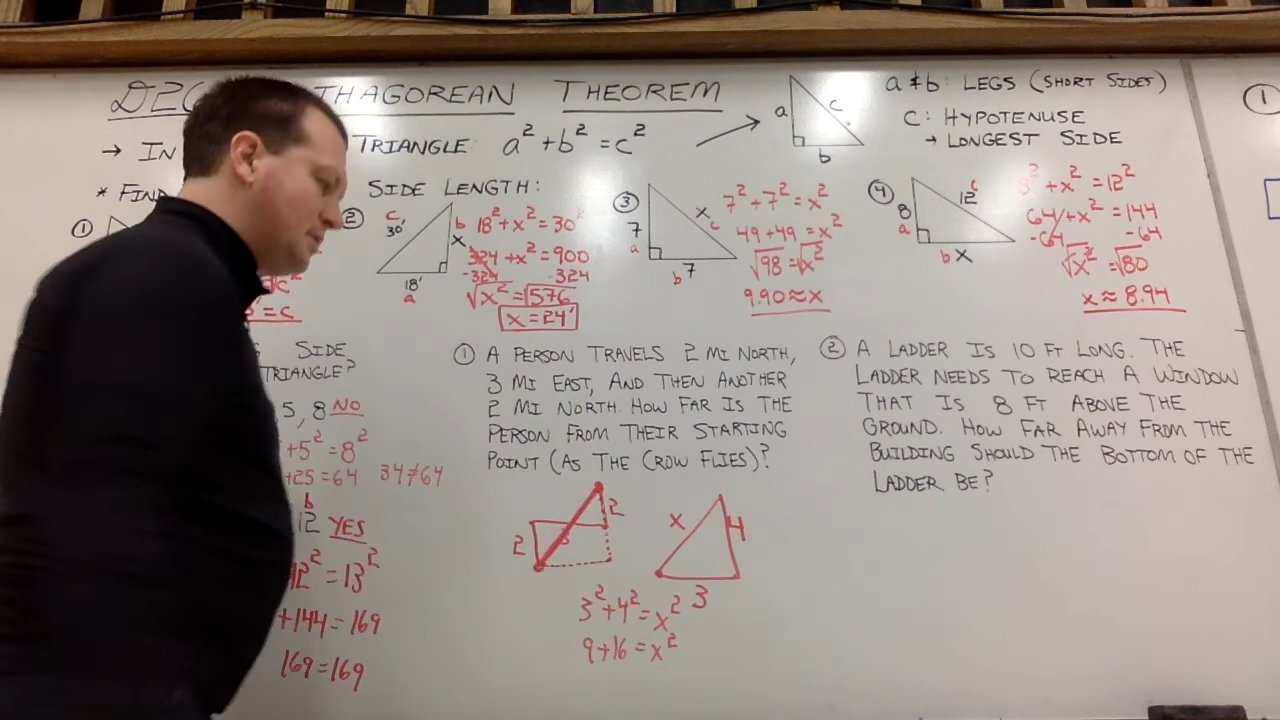 THAGOREAN THEOREM
→ IN TRIANGLE: a² + b² = c²
a
c
b
a & b: LEGS (SHORT SIDES)
C: HYPOTENUSE
→ LONGEST SIDE
* FIND SIDE LENGTH:
①
= c
②
c
30'
b
x
18'
a
18² + x² = 30²
324 + x² = 900
-324 -324
√x² = √576
x = 24'
③
7
a
x
c
b 7
7² + 7² = x²
49 + 49 = x²
√98 = √x²
9.90 ≈ x
④
8
a
12
c
b x
² + x² = 12²
64 + x² = 144
-64 -64
√x² = √80
x ≈ 8.94
①
SIDE
TRIANGLE?
5, 8 NO
+5² = 8²
+25 = 64 34 ≠ 64
b
12 YES
12² = 13²
+144 = 169
169 = 169
① A PERSON TRAVELS 2 MI NORTH,
3 MI EAST, AND THEN ANOTHER
2 MI NORTH. HOW FAR IS THE
PERSON FROM THEIR STARTING
POINT (AS THE CROW FLIES)?
2
2
x
4
3
3² + 4² = x²
9 + 16 = x²
② A LADDER IS 10 FT LONG. THE
LADDER NEEDS TO REACH A WINDOW
THAT IS 8 FT ABOVE THE
GROUND. HOW FAR AWAY FROM THE
BUILDING SHOULD THE BOTTOM OF THE
LADDER BE?